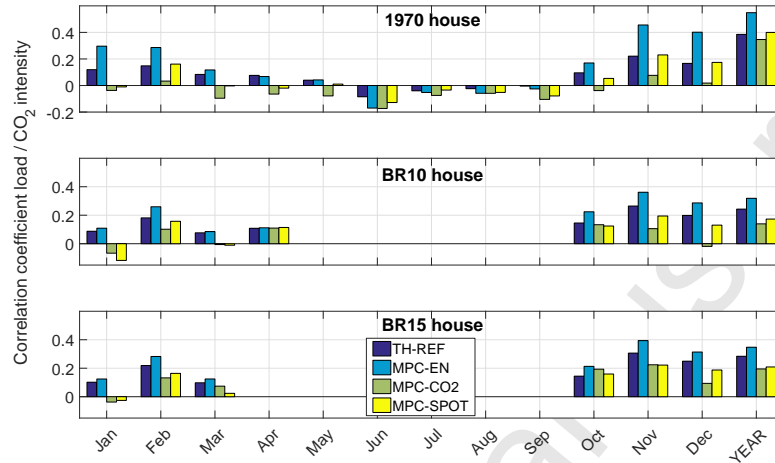 1970 house
0.4
0.2
0
-0.2
BR10 house
0.4
0.2
0
BR15 house
0.4
0.2
0
Correlation coefficient load / CO2 intensity
TH-REF
MPC-EN
MPC-CO2
MPC-SPOT
Jan Feb Mar Apr May Jun Jul Aug Sep Oct Nov Dec YEAR